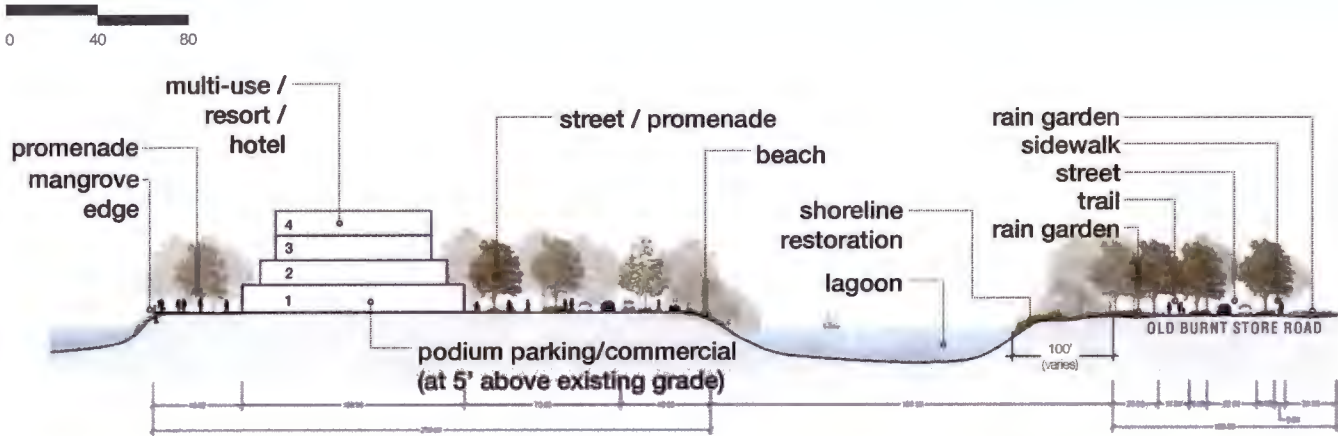 0 40 80
multi-use /
resort /
hotel
promenade
mangrove
edge
street / promenade
beach
4
3
2
1
podium parking/commercial
(at 5' above existing grade)
shoreline
restoration
lagoon
rain garden
sidewalk
street
trail
rain garden
OLD BURNT STORE ROAD
100'
(varies)